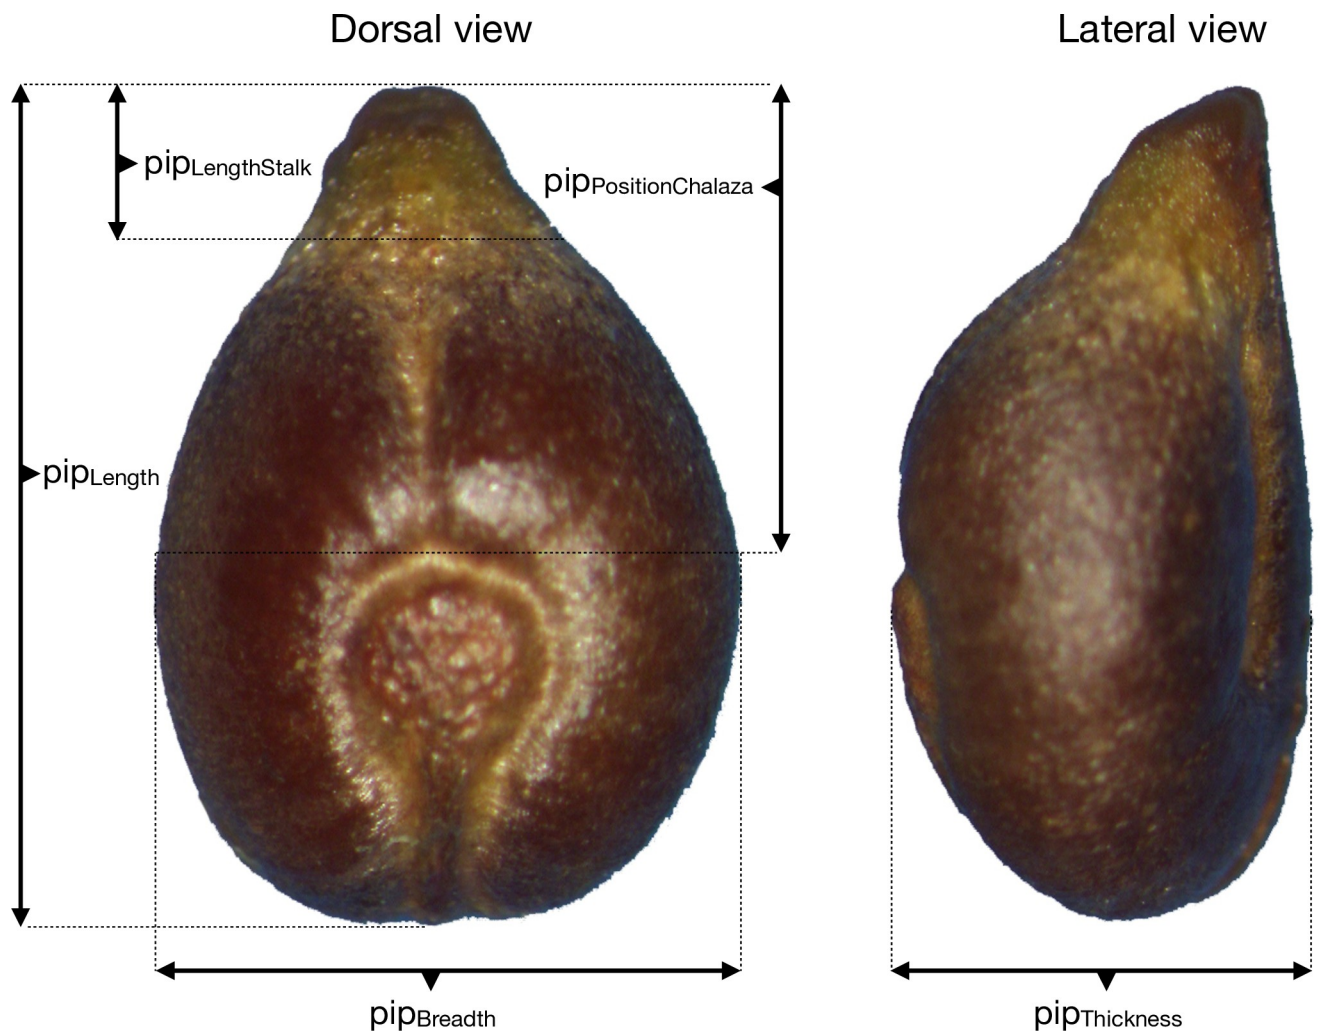 Dorsal view
Lateral view
pipLengthStalk
pipPositionChalaza
pipLength
pipBreadth
pipThickness